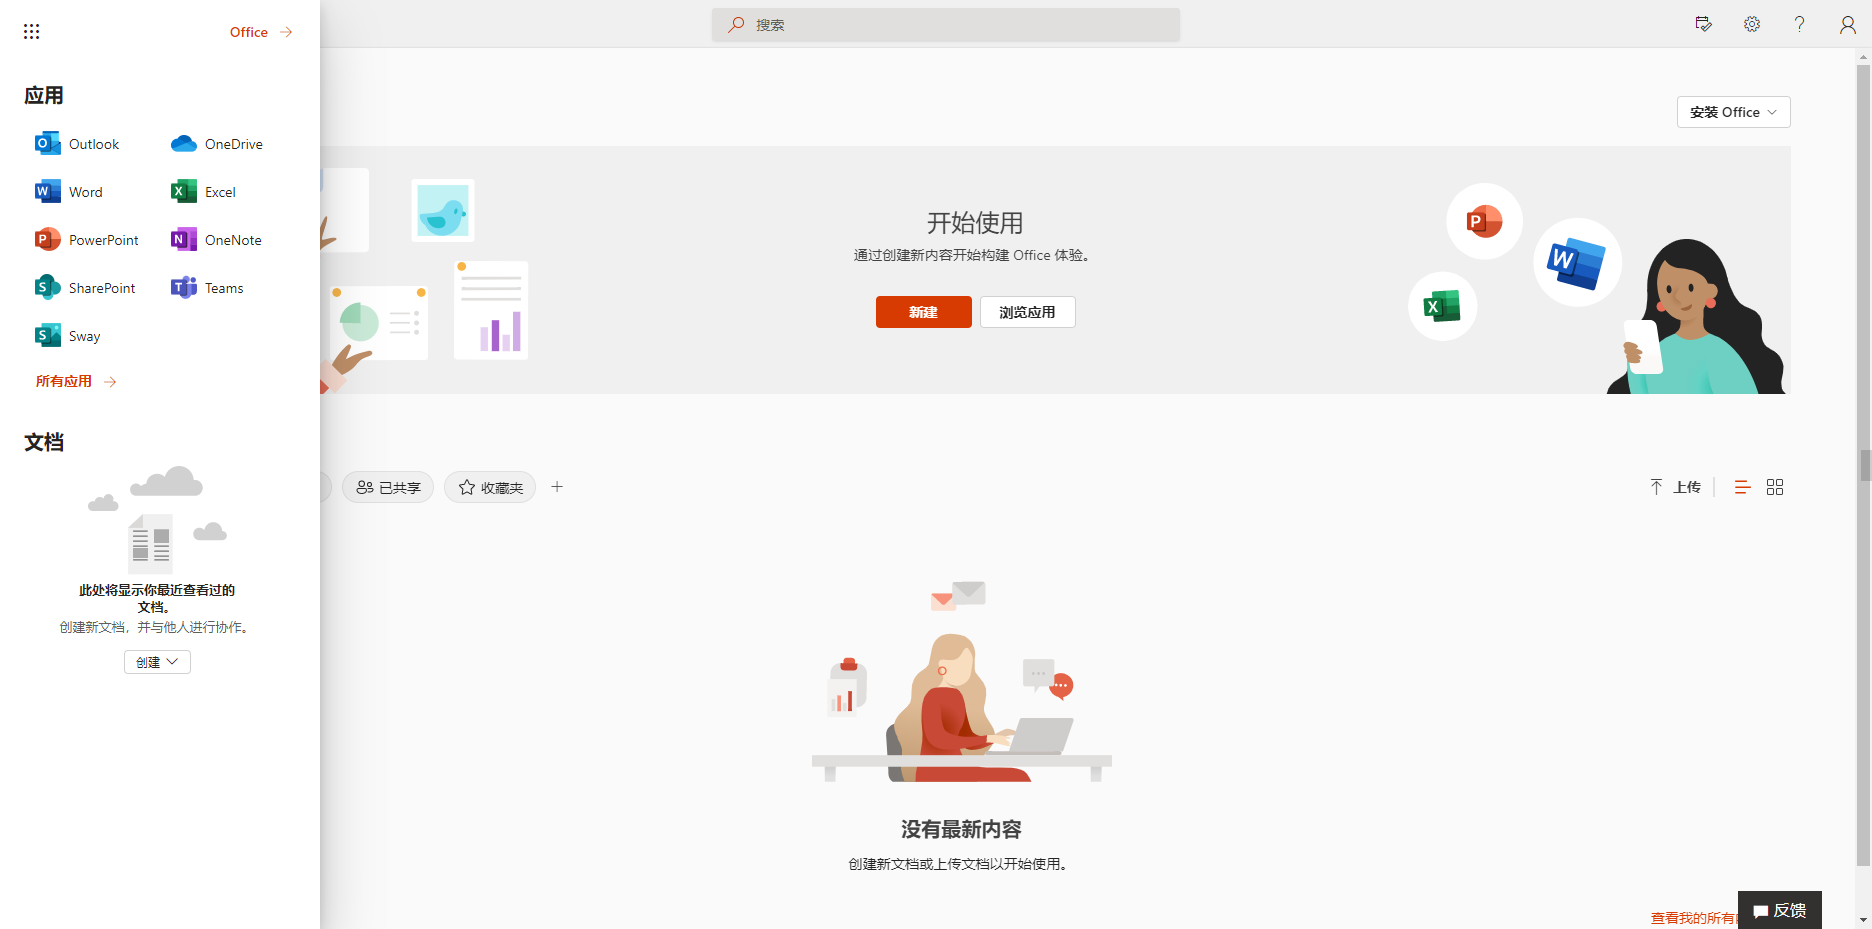 Office
搜索
应用
安装 Office
Outlook
OneDrive
Word
Excel
PowerPoint
OneNote
SharePoint
Teams
Sway
所有应用
开始使用
通过创建新内容开始构建 Office 体验。
新建
浏览应用
文档
已共享
收藏夹
上传
此处将显示你最近查看过的
文档。
创建新文档，并与他人进行协作。
创建
没有最新内容
创建新文档或上传文档以开始使用。
查看我的所有
反馈